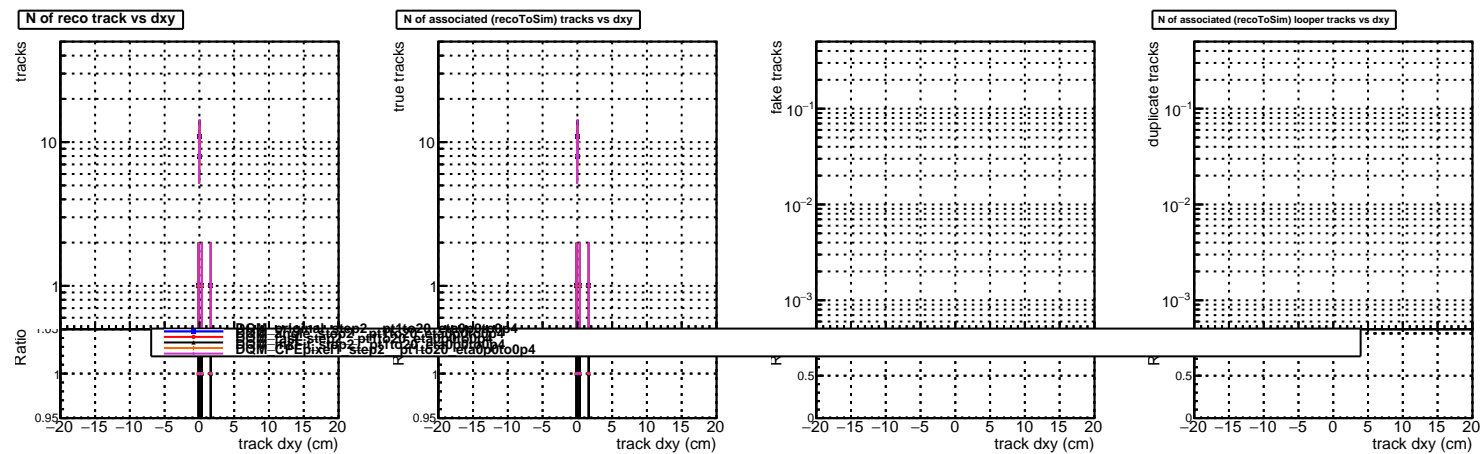 N of reco track vs dxy
N of associated (recoToSim) tracks vs dxy
N of associated (recoToSim) looper tracks vs dxy
tracks
10
1
Ratio
1
0.95
−20 −15 −10 −5 0 5 10 15 20
track dxy (cm)
true tracks
10
1
1
0.95
−20 −15 −10 −5 0 5 10 15 20
track dxy (cm)
fake tracks
10−1
10−2
10−3
0.5
0
−20 −15 −10 −5 0 5 10 15 20
track dxy (cm)
duplicate tracks
10−1
10−2
10−3
0.5
0
−20 −15 −10 −5 0 5 10 15 20
track dxy (cm)